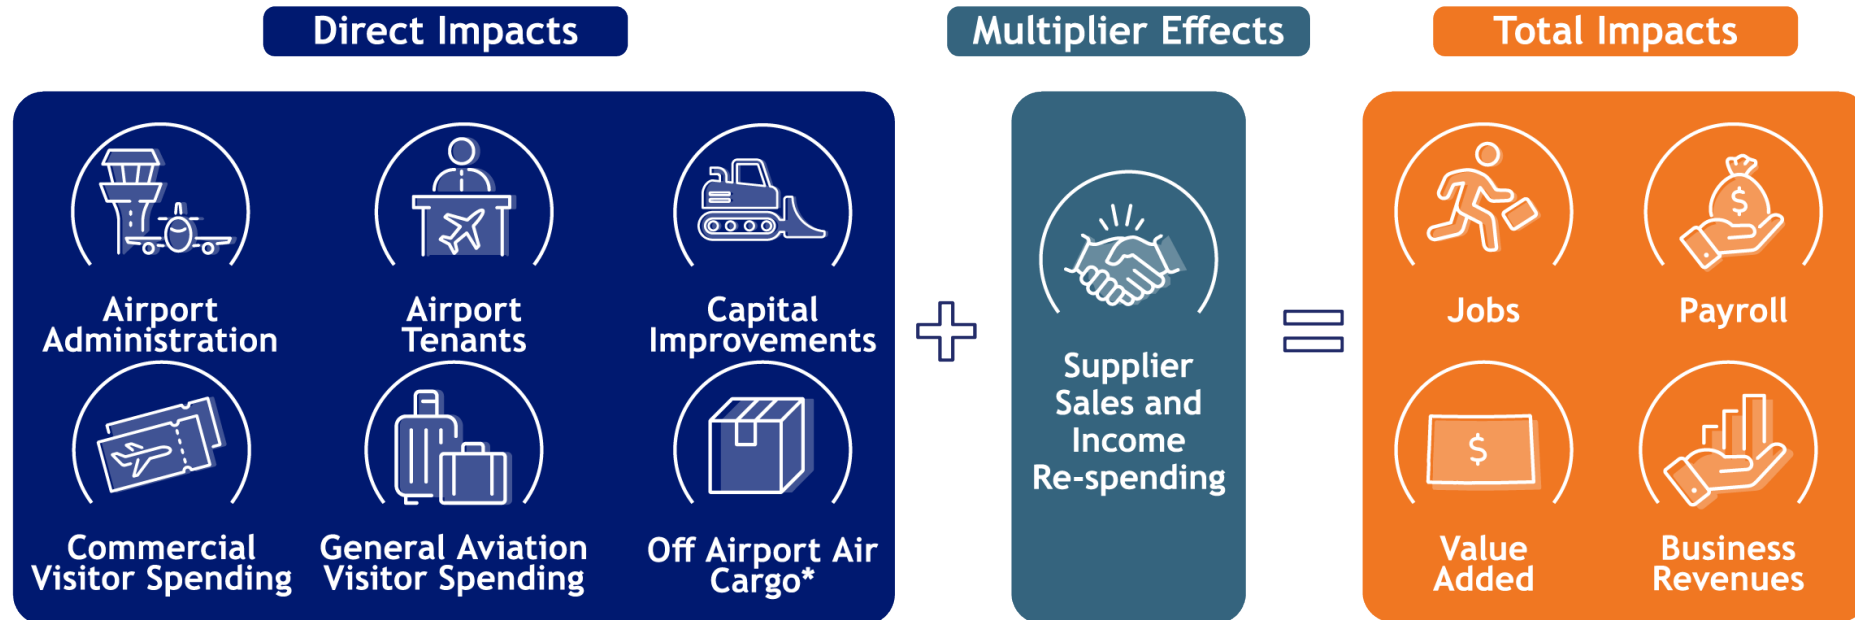 Direct Impacts
Multiplier Effects
Total Impacts
Airport
Administration
Airport
Tenants
Capital
Improvements
Commercial
Visitor Spending
General Aviation
Visitor Spending
Off Airport Air
Cargo*
+
Supplier
Sales and
Income
Re-spending
=
Jobs
$
Payroll
$
Value
Added
Business
Revenues